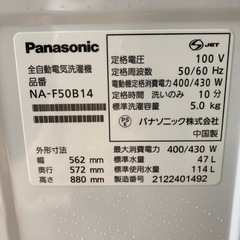 Panasonic
全自動電気洗濯機
品番
NA-F50B14
S JET
定格電圧 100 V
定格周波数 50/60 Hz
電動機定格消費電力 400/430 W
定格時間 洗いのみ 10 分
標準洗濯容量 5.0 kg
パナソニック株式会社
中国製
外形寸法
幅 562 mm
奥行 572 mm
高さ 880 mm
最大消費電力 400/430 W
標準水量 47 L
標準使用水量 114 L
製造番号 2122401492